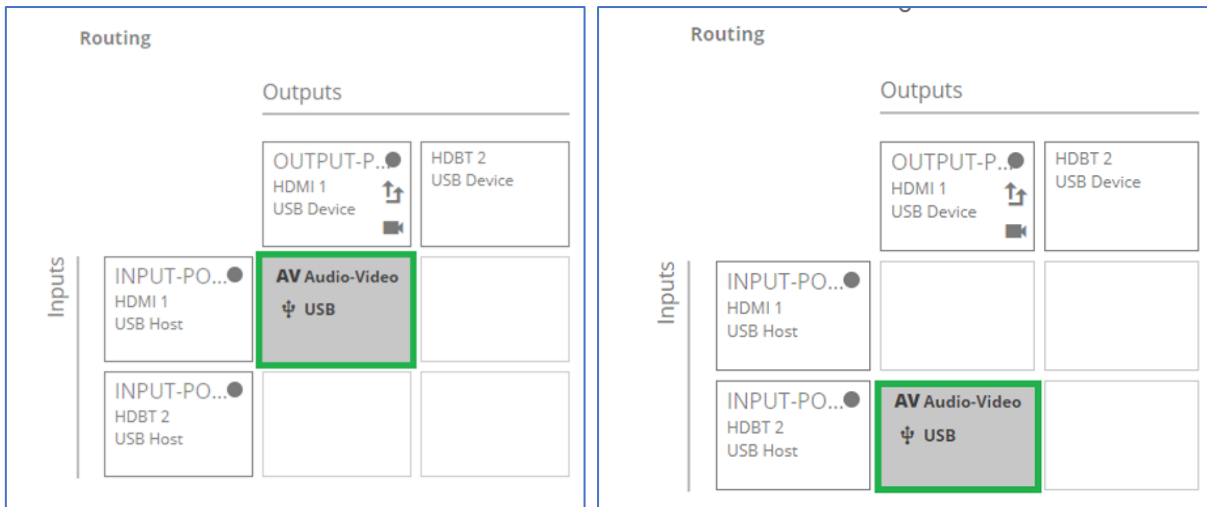 Routing
Outputs
OUTPUT-P...
HDMI 1
USB Device
HDBT 2
USB Device
Inputs
INPUT-PO...
HDMI 1
USB Host
AV Audio-Video
USB
INPUT-PO...
HDBT 2
USB Host
Routing
Outputs
OUTPUT-P...
HDMI 1
USB Device
HDBT 2
USB Device
Inputs
INPUT-PO...
HDMI 1
USB Host
INPUT-PO...
HDBT 2
USB Host
AV Audio-Video
USB